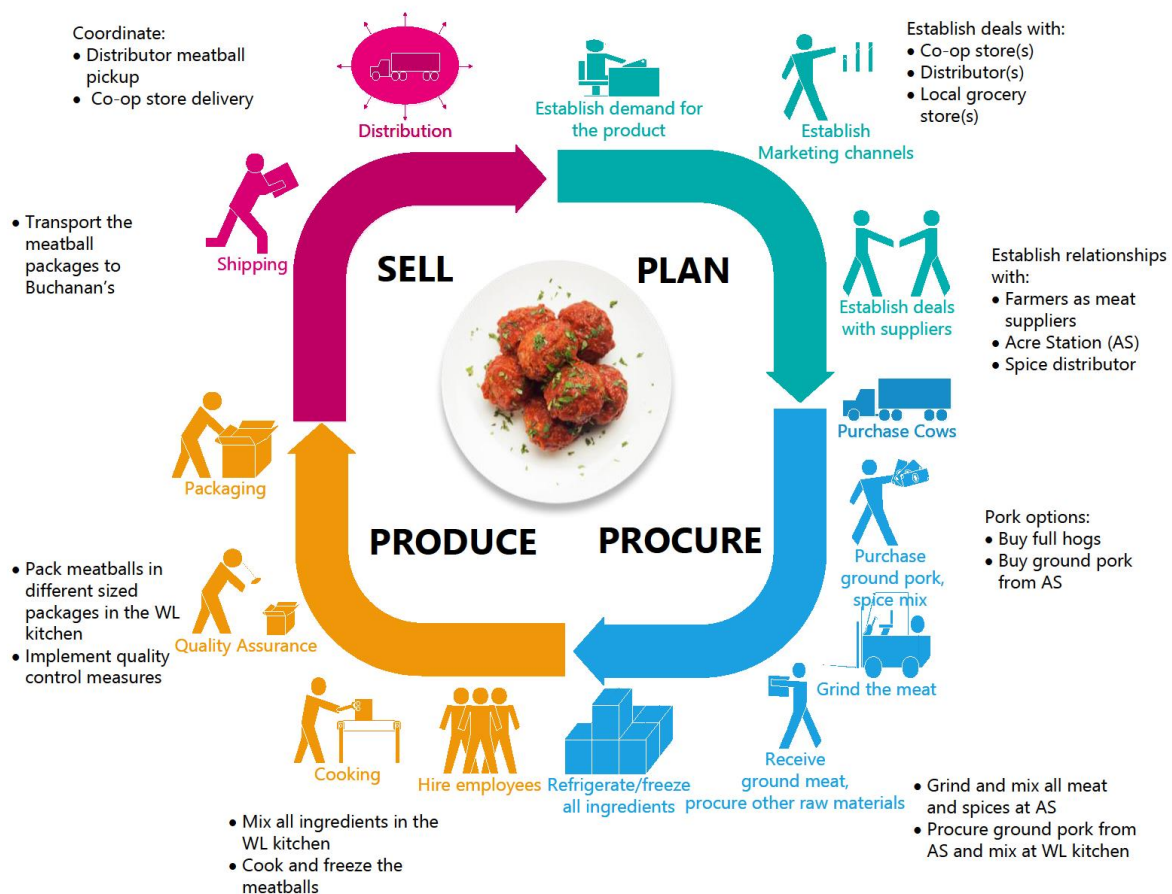 Coordinate:
• Distributor meatball
pickup
• Co-op store delivery
Distribution
Establish demand for
the product
Establish
Marketing channels
Establish deals with:
• Co-op store(s)
• Distributor(s)
• Local grocery
store(s)
• Transport the
meatball
packages to
Buchanan's
Shipping
SELL
PLAN
Establish deals
with suppliers
Establish relationships
with:
• Farmers as meat
suppliers
• Acre Station (AS)
• Spice distributor
Purchase Cows
Packaging
PRODUCE
PROCURE
Purchase
ground pork,
spice mix
Pork options:
• Buy full hogs
• Buy ground pork
from AS
• Pack meatballs in
different sized
packages in the WL
kitchen
• Implement quality
control measures
Quality Assurance
Grind the meat
Cooking
Hire employees
Refrigerate/freeze
all ingredients
Receive
ground meat,
procure other raw materials
• Grind and mix all meat
and spices at AS
• Procure ground pork from
AS and mix at WL kitchen
• Mix all ingredients in the
WL kitchen
• Cook and freeze the
meatballs